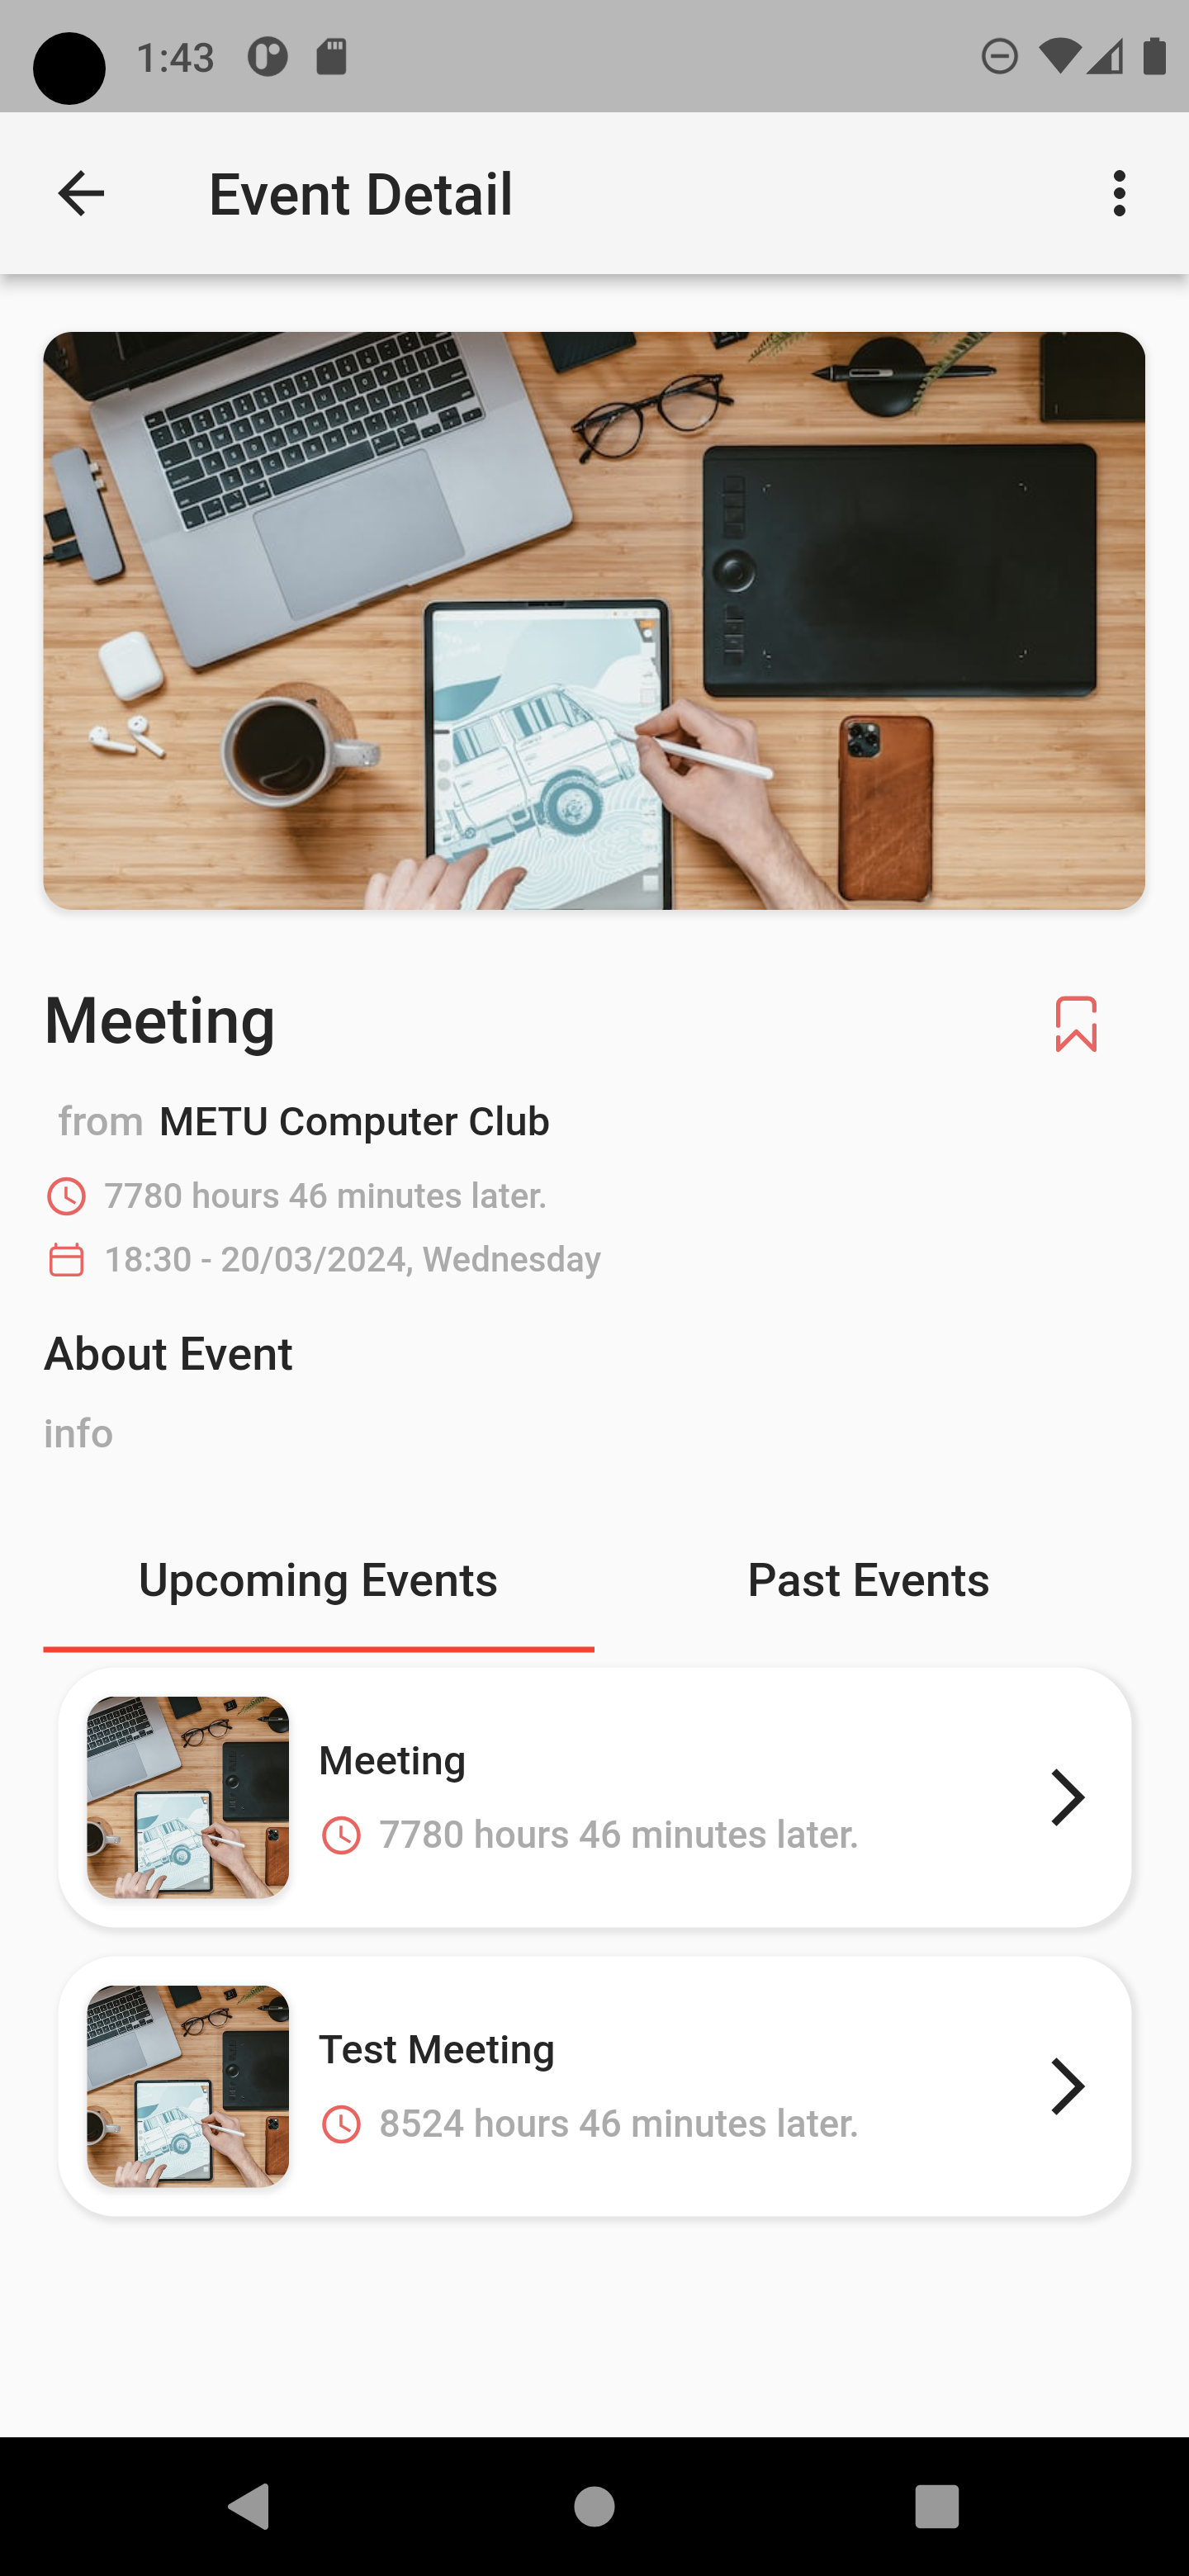 1:43
Event Detail
Meeting
from METU Computer Club
7780 hours 46 minutes later.
18:30 - 20/03/2024, Wednesday
About Event
info
Upcoming Events
Past Events
Meeting
7780 hours 46 minutes later.
Test Meeting
8524 hours 46 minutes later.